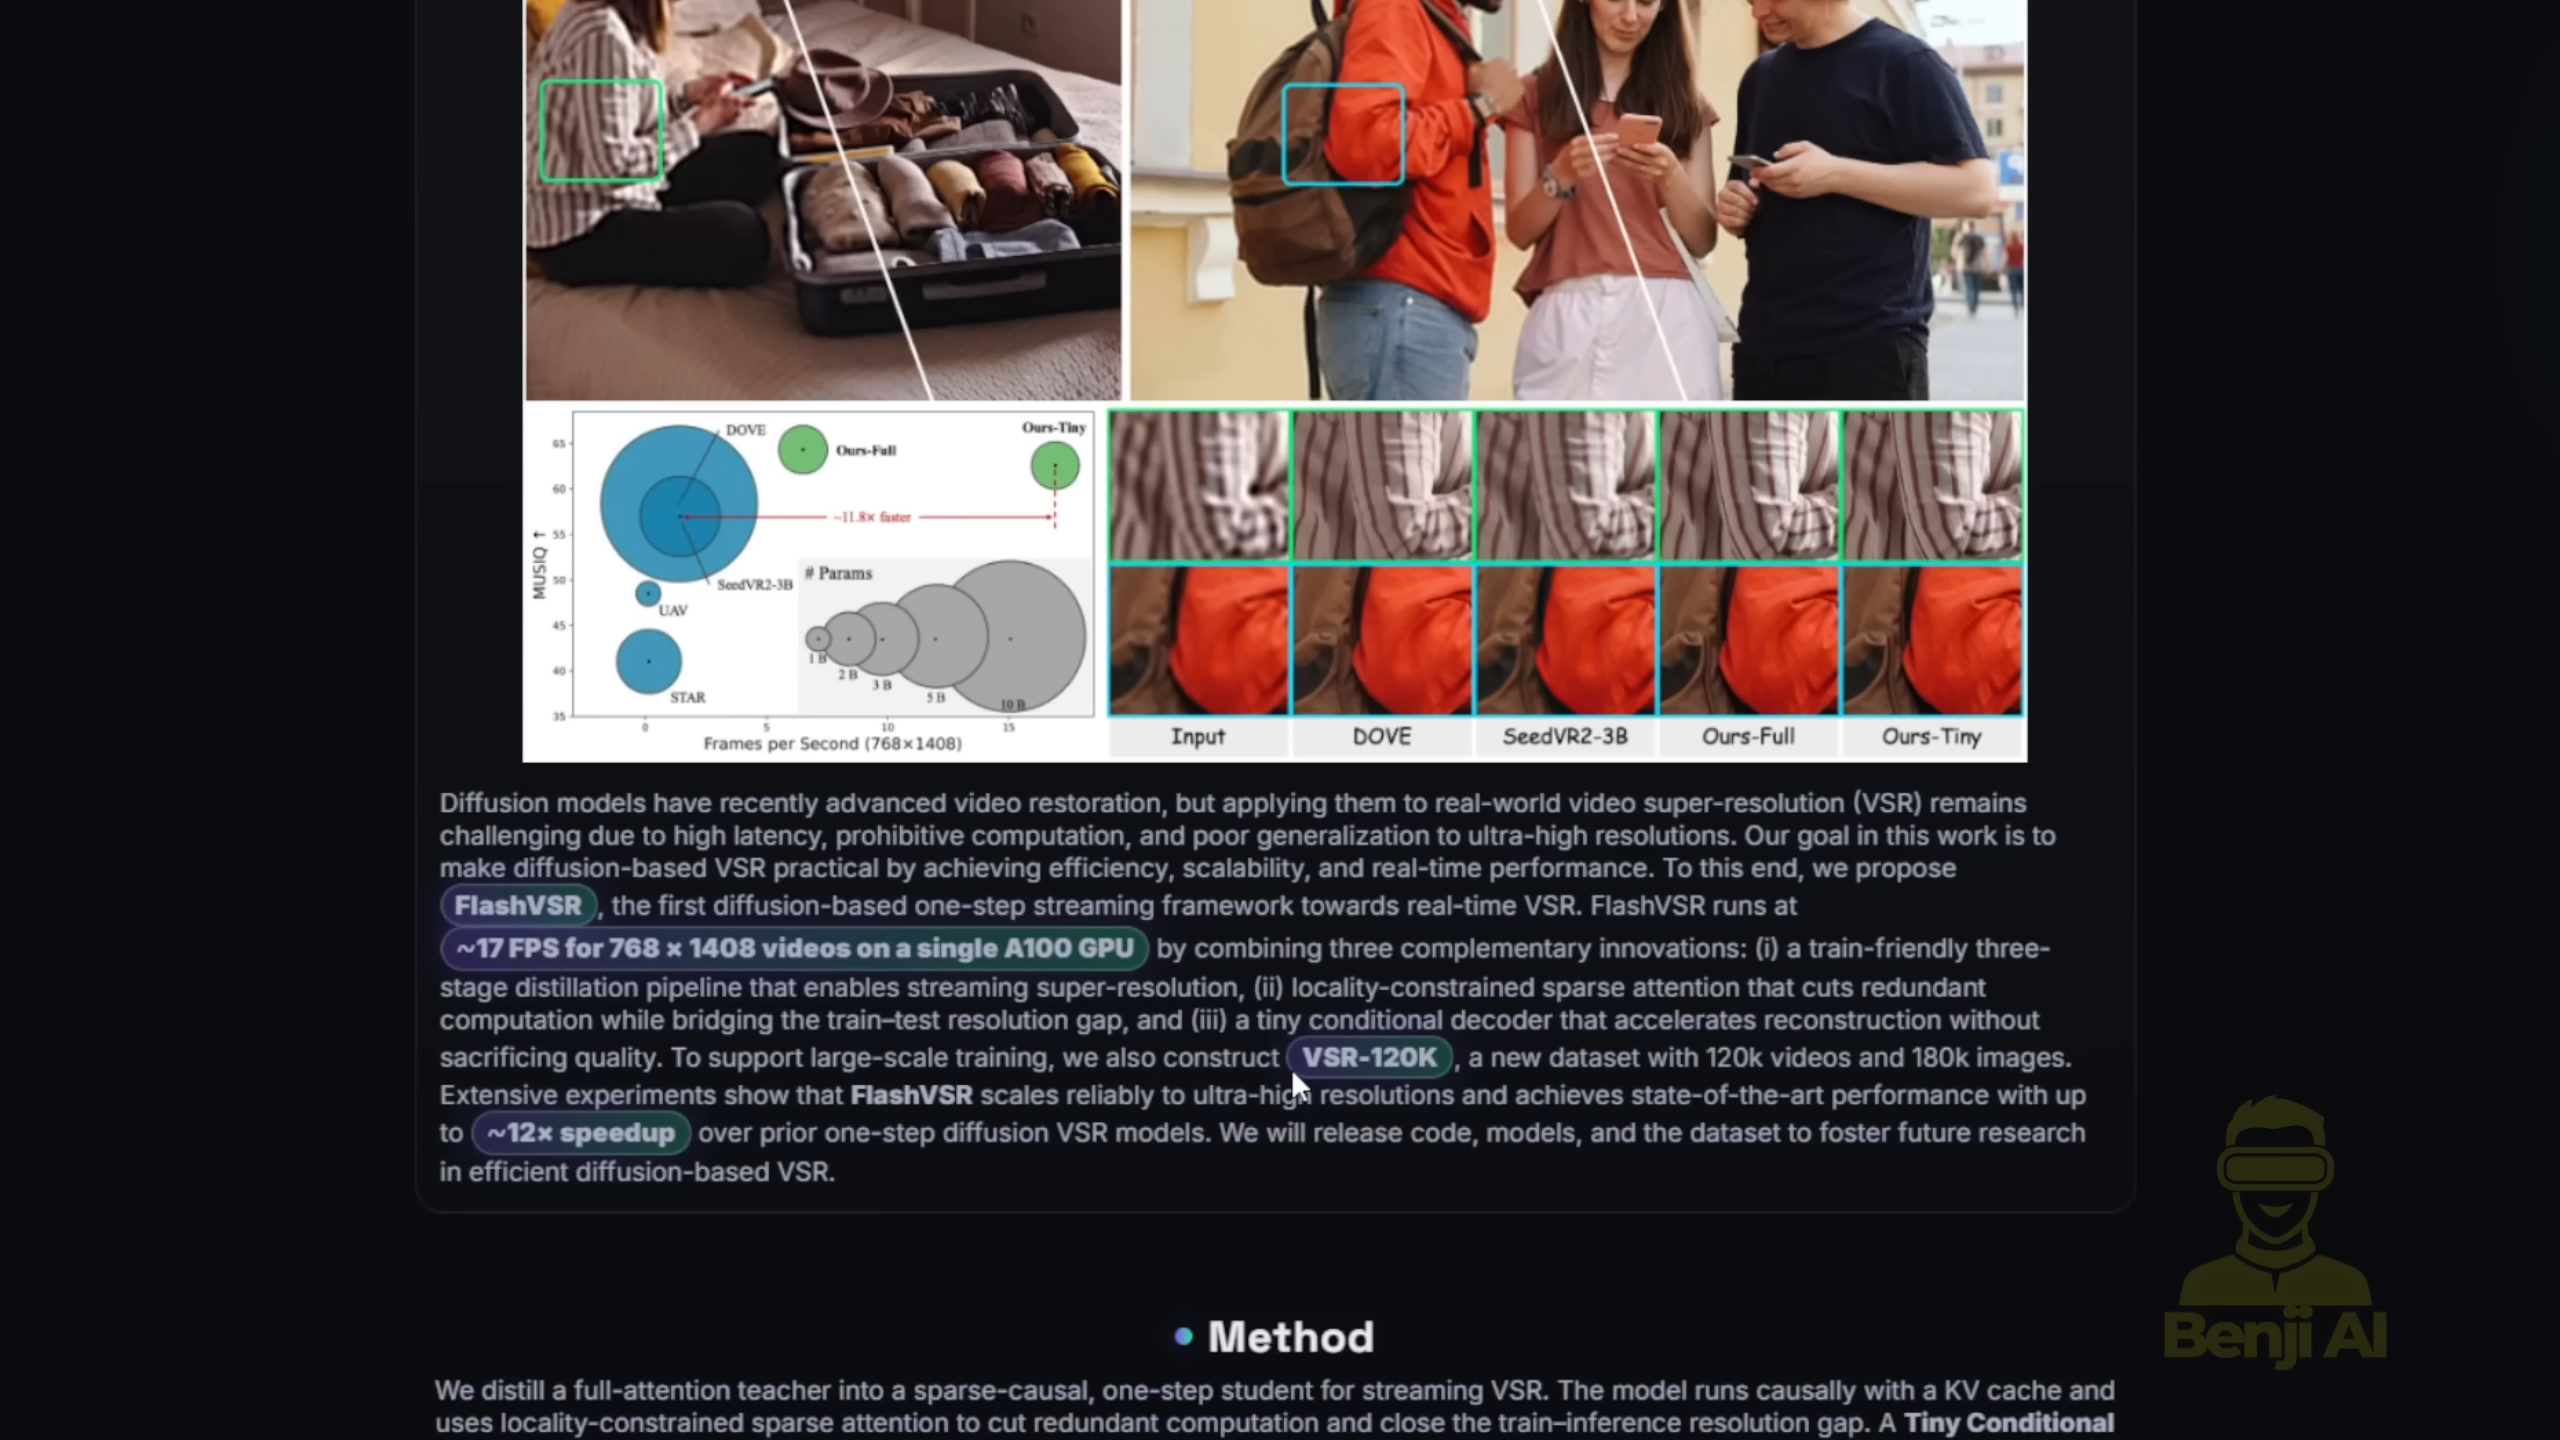 65
60
55
50
45
40
35
MUSIQ ↑
DOVE
Ours-Full
Ours-Tiny
~11.8× faster
SeedVR2-3B
UAV
STAR
# Params
1 B
2 B
3 B
5 B
10 B
0
5
10
15
Frames per Second (768×1408)
Input
DOVE
SeedVR2-3B
Ours-Full
Ours-Tiny
Diffusion models have recently advanced video restoration, but applying them to real-world video super-resolution (VSR) remains
challenging due to high latency, prohibitive computation, and poor generalization to ultra-high resolutions. Our goal in this work is to
make diffusion-based VSR practical by achieving efficiency, scalability, and real-time performance. To this end, we propose
FlashVSR, the first diffusion-based one-step streaming framework towards real-time VSR. FlashVSR runs at
~17 FPS for 768 × 1408 videos on a single A100 GPU by combining three complementary innovations: (i) a train-friendly three-
stage distillation pipeline that enables streaming super-resolution, (ii) locality-constrained sparse attention that cuts redundant
computation while bridging the train–test resolution gap, and (iii) a tiny conditional decoder that accelerates reconstruction without
sacrificing quality. To support large-scale training, we also construct VSR-120K, a new dataset with 120k videos and 180k images.
Extensive experiments show that FlashVSR scales reliably to ultra-high resolutions and achieves state-of-the-art performance with up
to ~12× speedup over prior one-step diffusion VSR models. We will release code, models, and the dataset to foster future research
in efficient diffusion-based VSR.
Method
We distill a full-attention teacher into a sparse-causal, one-step student for streaming VSR. The model runs causally with a KV cache and
uses locality-constrained sparse attention to cut redundant computation and close the train–inference resolution gap. A Tiny Conditional
Benji AI